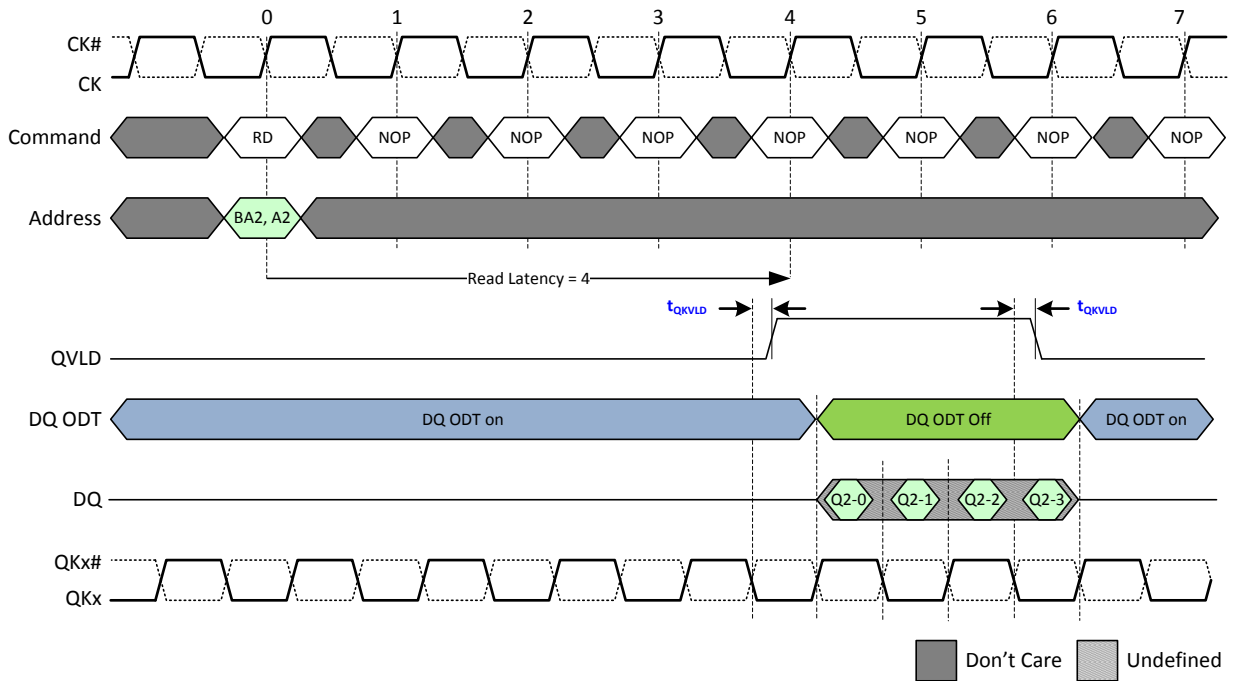 0 1 2 3 4 5 6 7
CK#
CK
Command RD NOP NOP NOP NOP NOP NOP NOP
Address BA2, A2
Read Latency = 4
tQKVLD tQKVLD
QVLD
DQ ODT DQ ODT on DQ ODT Off DQ ODT on
DQ Q2-0 Q2-1 Q2-2 Q2-3
QKx#
QKx
Don't Care Undefined